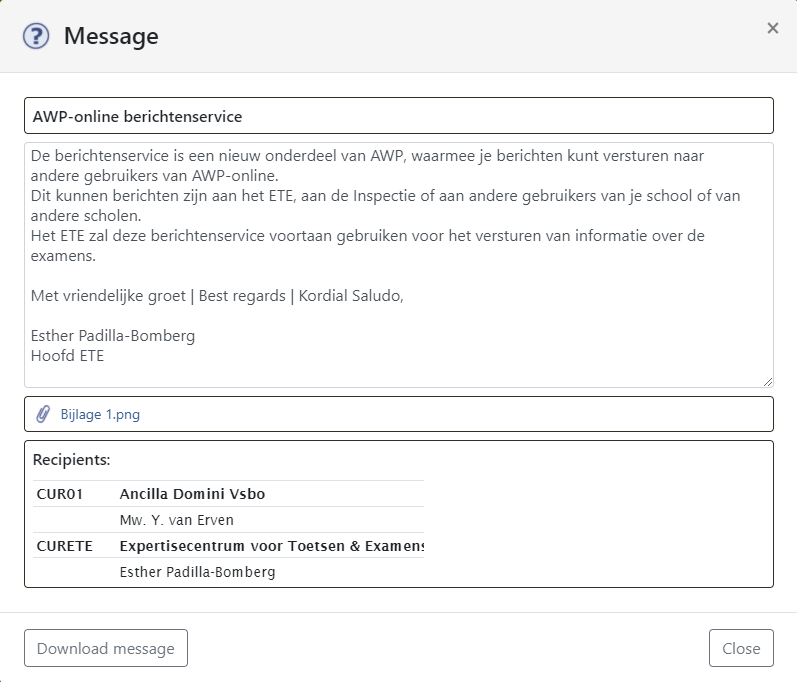 Message
×
AWP-online berichtenservice
De berichtenservice is een nieuw onderdeel van AWP, waarmee je berichten kunt versturen naar
andere gebruikers van AWP-online.
Dit kunnen berichten zijn aan het ETE, aan de Inspectie of aan andere gebruikers van je school of van
andere scholen.
Het ETE zal deze berichtenservice voortaan gebruiken voor het versturen van informatie over de
examens.
Met vriendelijke groet | Best regards | Kordial Saludo,
Esther Padilla-Bomberg
Hoofd ETE
Bijlage 1.png
Recipients:
CUR01 Ancilla Domini Vsbo
Mw. Y. van Erven
CURETE Expertisecentrum voor Toetsen & Examens
Esther Padilla-Bomberg
Download message Close